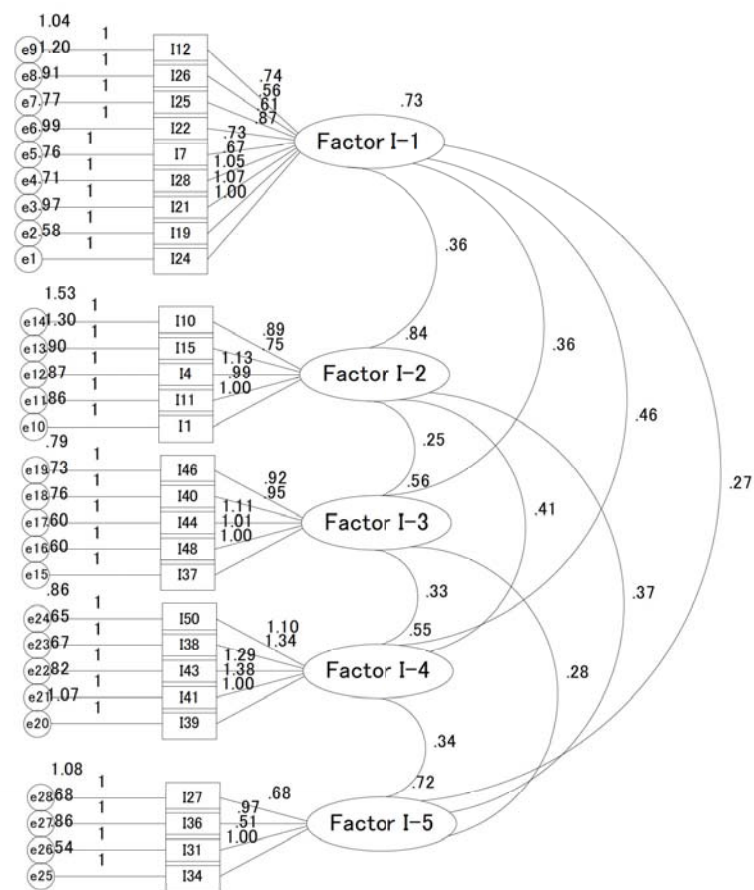 1.04
e9 1 I12 .74
1.20
e8 1 I26 .56
.91
e7 1 I25 .61
.77
e6 1 I22 .87
.99
e5 1 I7 .73
.76
e4 1 I28 .67
.71
e3 1 I21 1.05
.97
e2 1 I19 1.07
.58
e1 1 I24 1.00
.73
Factor I-1
.36
1.53
e14 1 I10 .89
1.30
e13 1 I15 .75
.90
e12 1 I4 1.13
.87
e11 1 I11 .99
.86
e10 1 I1 1.00
.84
Factor I-2
.36
.46
.25
.27
.79
e19 1 I46 .92
.73
e18 1 I40 .95
.76
e17 1 I44 1.11
.60
e16 1 I48 1.01
.60
e15 1 I37 1.00
.56
Factor I-3
.41
.33
.37
.86
e24 1 I50 1.10
.65
e23 1 I38 1.34
.67
e22 1 I43 1.29
.82
e21 1 I41 1.38
1.07
e20 1 I39 1.00
.55
Factor I-4
.28
.34
1.08
e28 1 I27 .68
.68
e27 1 I36 .97
.86
e26 1 I31 .51
.54
e25 1 I34 1.00
.72
Factor I-5